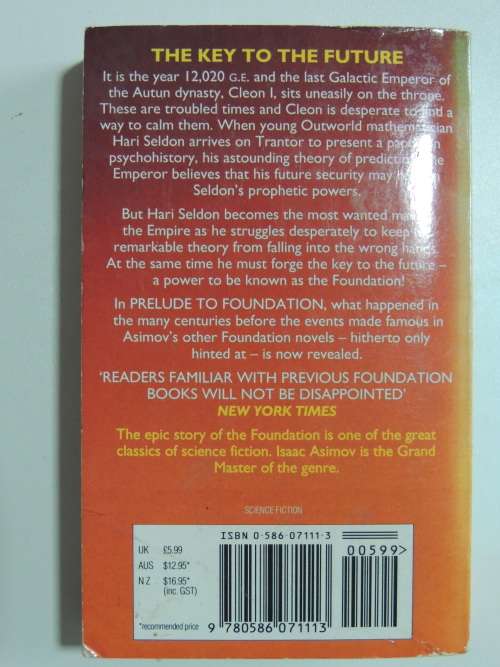 THE KEY TO THE FUTURE
It is the year 12,020 G.E. and the last Galactic Emperor of
the Autun dynasty, Cleon I, sits uneasily on the throne.
These are troubled times and Cleon is desperate to find a
way to calm them. When young Outworld mathematician
Hari Seldon arrives on Trantor to present a paper on
psychohistory, his astounding theory of prediction, the
Emperor believes that his future security may
Seldon's prophetic powers.
But Hari Seldon becomes the most wanted man
the Empire as he struggles desperately to keep his
remarkable theory from falling into the wrong hands.
At the same time he must forge the key to the future –
a power to be known as the Foundation!
In PRELUDE TO FOUNDATION, what happened in
the many centuries before the events made famous in
Asimov's other Foundation novels – hitherto only
hinted at – is now revealed.
'READERS FAMILIAR WITH PREVIOUS FOUNDATION
BOOKS WILL NOT BE DISAPPOINTED'
NEW YORK TIMES
The epic story of the Foundation is one of the great
classics of science fiction. Isaac Asimov is the Grand
Master of the genre.
SCIENCE FICTION
ISBN 0-586-07111-3
UK £5.99
AUS $12.95*
NZ $16.95*
(inc. GST)
*recommended price
00599>
9 780586 071113